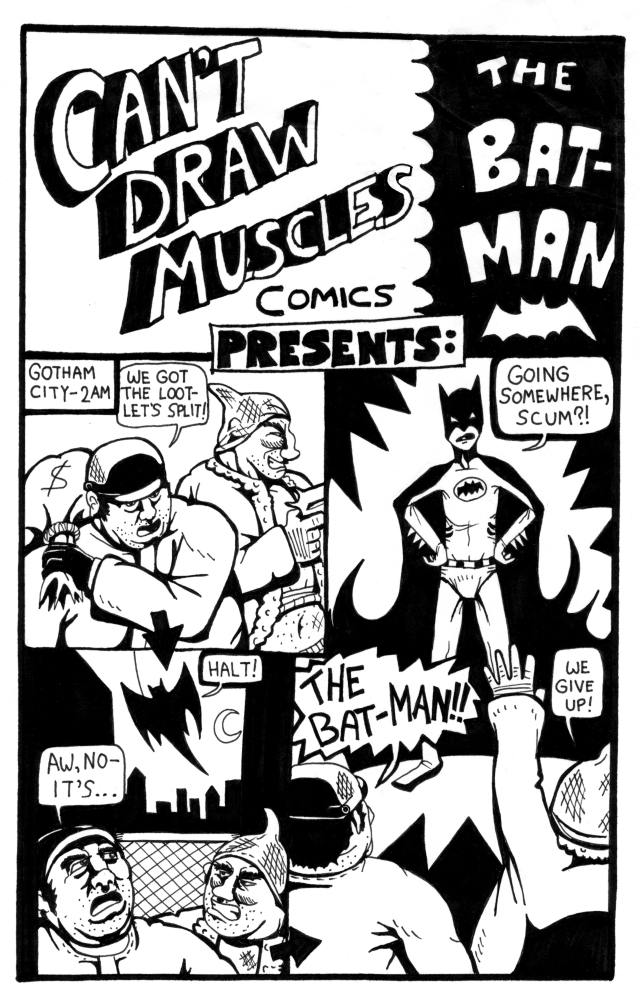 CAN'T
DRAW
MUSCLES
COMICS
PRESENTS:
THE
BAT-
MAN
GOTHAM
CITY-2AM
WE GOT
THE LOOT-
LET'S SPLIT!
$
HALT!
AW, NO-
IT'S...
GOING
SOMEWHERE,
SCUM?!
THE
BAT-MAN!!
WE
GIVE
UP!